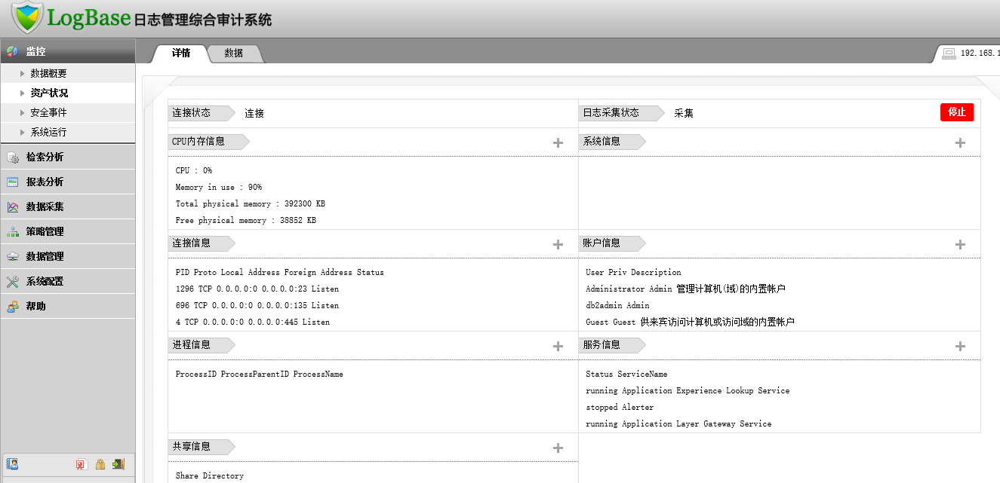 LogBase日志管理综合审计系统
监控
数据概要
资产状况
安全事件
系统运行
检索分析
报表分析
数据采集
策略管理
数据管理
系统配置
帮助
详情
数据
192.168.1
连接状态
连接
日志采集状态
采集
停止
CPU内存信息
CPU : 0%
Memory in use : 90%
Total physical memory : 392300 KB
Free physical memory : 38852 KB
系统信息
连接信息
PID Proto Local Address Foreign Address Status
1296 TCP 0.0.0.0:0 0.0.0.0:23 Listen
696 TCP 0.0.0.0:0 0.0.0.0:135 Listen
4 TCP 0.0.0.0:0 0.0.0.0:445 Listen
账户信息
User Priv Description
Administrator Admin 管理计算机(域)的内置帐户
db2admin Admin
Guest Guest 供来宾访问计算机或访问域的内置帐户
进程信息
ProcessID ProcessParentID ProcessName
服务信息
Status ServiceName
running Application Experience Lookup Service
stopped Alerter
running Application Layer Gateway Service
共享信息
Share Directory